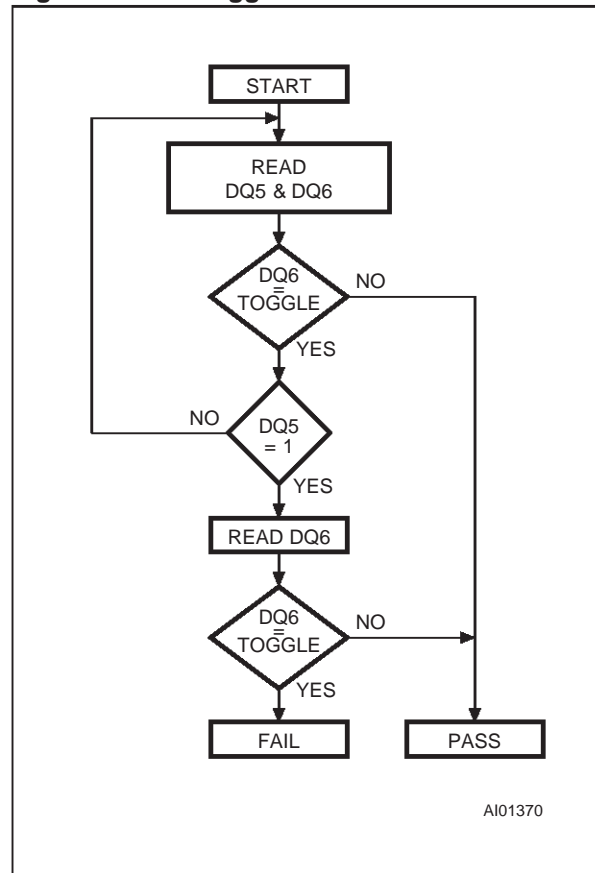 START
READ
DQ5 & DQ6
DQ6
=
TOGGLE
NO
YES
NO
DQ5
= 1
YES
READ DQ6
DQ6
=
TOGGLE
NO
YES
FAIL
PASS
AI01370